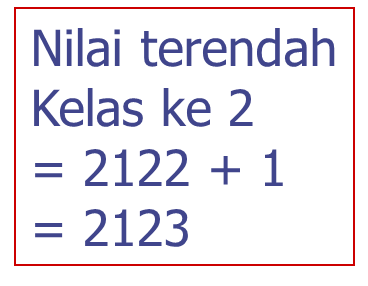 Nilai terendah
Kelas ke 2
= 2122 + 1
= 2123